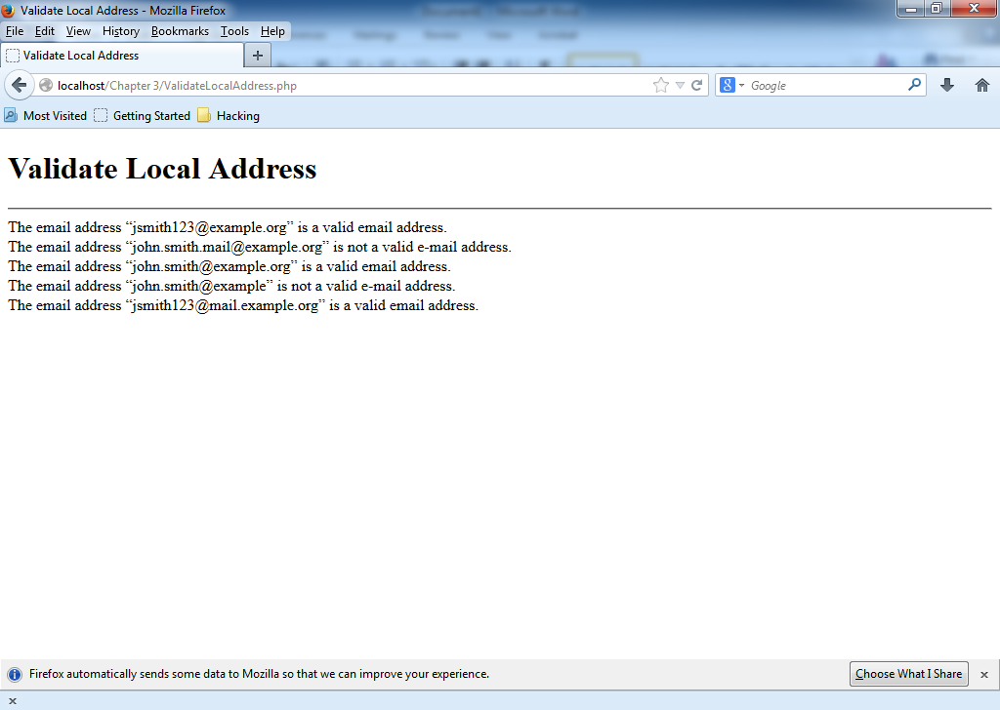 Validate Local Address - Mozilla Firefox
File Edit View History Bookmarks Tools Help
Validate Local Address
localhost/Chapter 3/ValidateLocalAddress.php
Google
Most Visited Getting Started Hacking
Validate Local Address
The email address “jsmith123@example.org” is a valid email address.
The email address “john.smith.mail@example.org” is not a valid e-mail address.
The email address “john.smith@example.org” is a valid email address.
The email address “john.smith@example” is not a valid e-mail address.
The email address “jsmith123@mail.example.org” is a valid email address.
Firefox automatically sends some data to Mozilla so that we can improve your experience. Choose What I Share